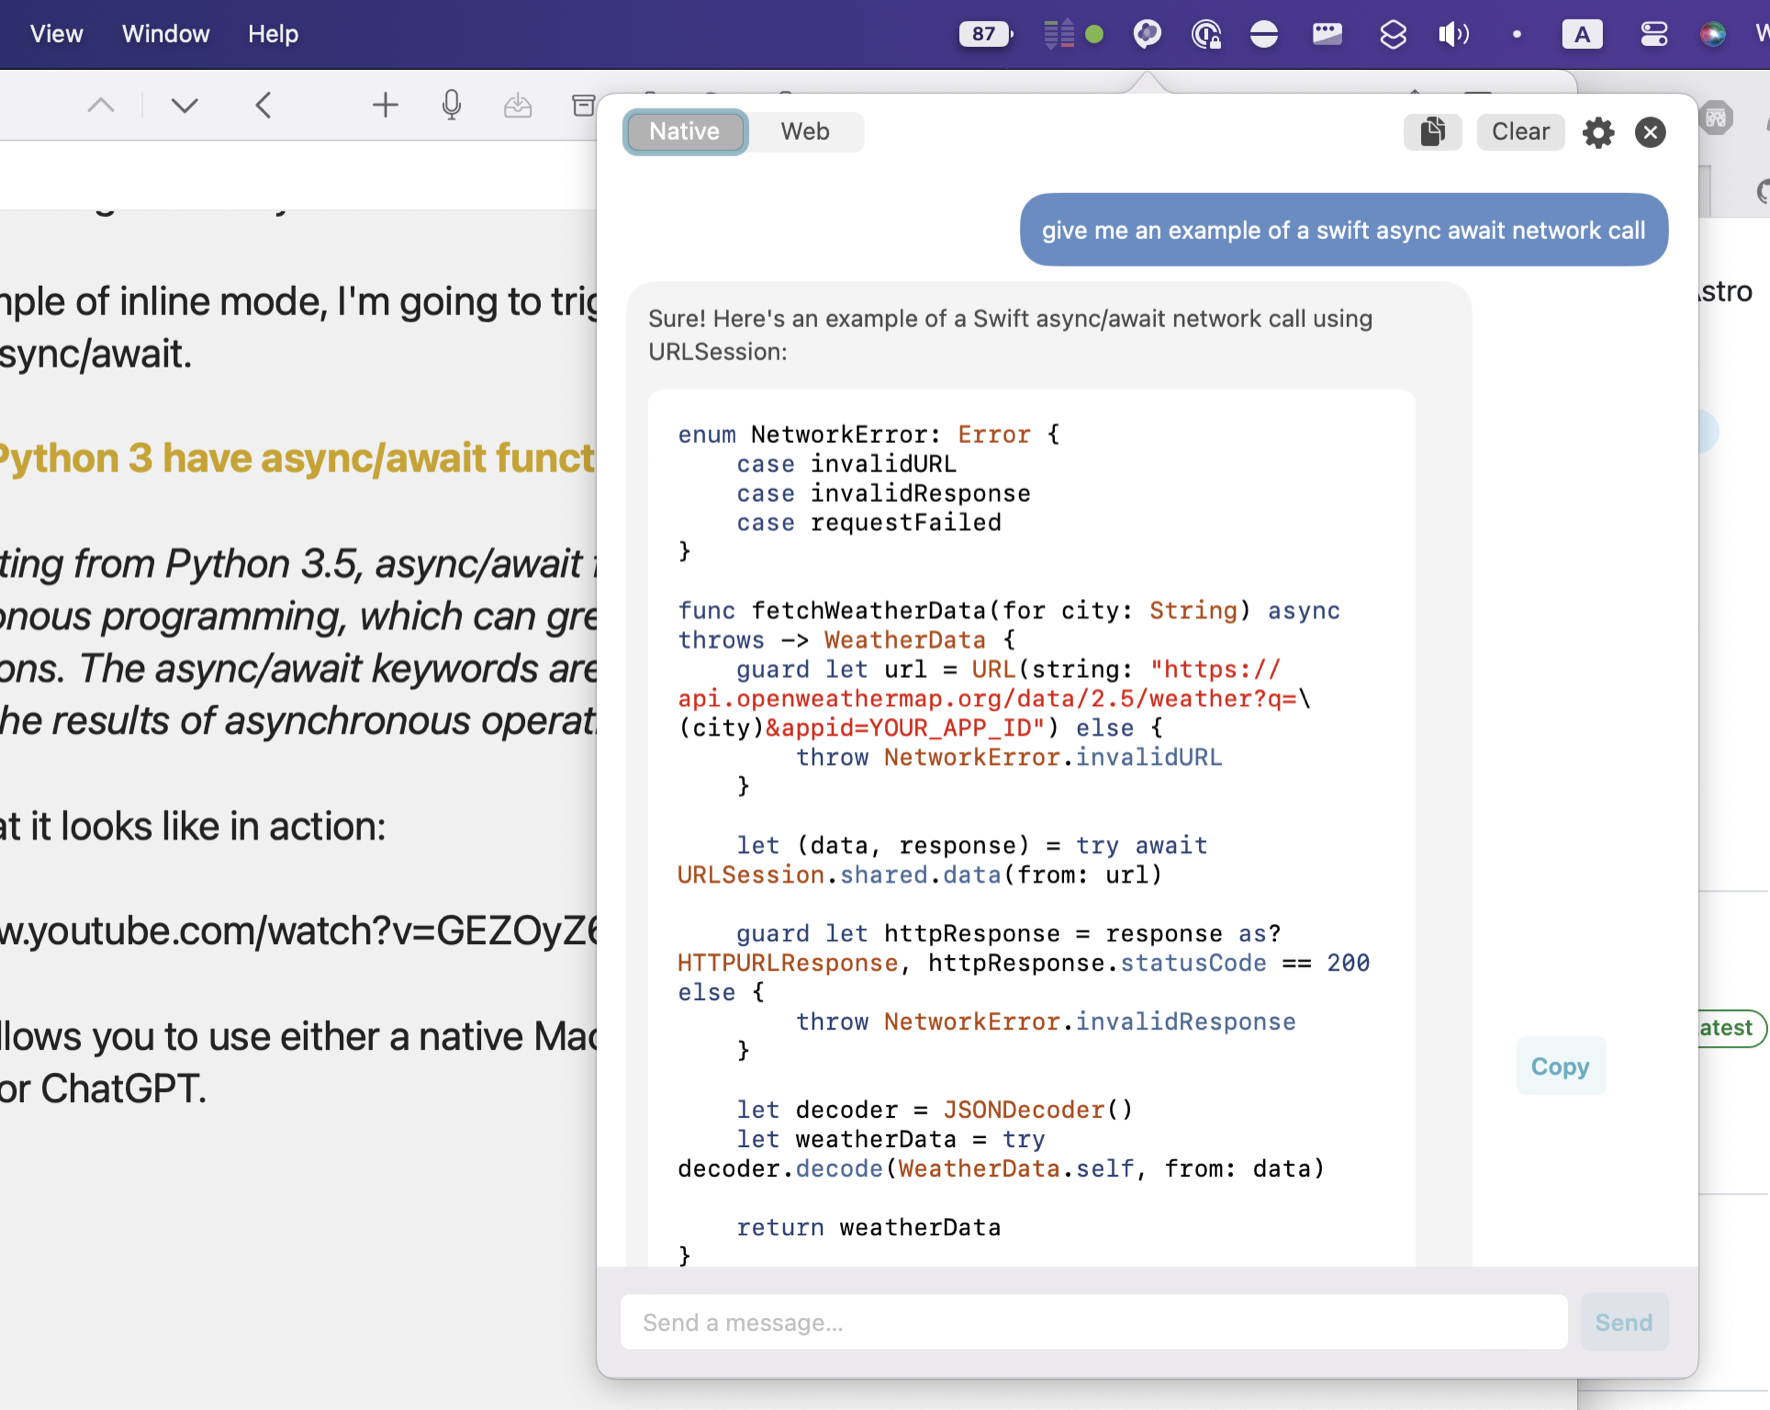 View Window Help
87
A
Native Web
Clear
give me an example of a swift async await network call
Sure! Here's an example of a Swift async/await network call using
URLSession:
enum NetworkError: Error {
case invalidURL
case invalidResponse
case requestFailed
}
func fetchWeatherData(for city: String) async
throws -> WeatherData {
guard let url = URL(string: "https://
api.openweathermap.org/data/2.5/weather?q=\
(city)&appid=YOUR_APP_ID") else {
throw NetworkError.invalidURL
}
let (data, response) = try await
URLSession.shared.data(from: url)
guard let httpResponse = response as?
HTTPURLResponse, httpResponse.statusCode == 200
else {
throw NetworkError.invalidResponse
}
let decoder = JSONDecoder()
let weatherData = try
decoder.decode(WeatherData.self, from: data)
return weatherData
}
Copy
Send a message...
Send
of inline mode, I'm going to
sync/await.
Python 3 have async/await funct
ting from Python 3.5, async/await
onous programming, which can gre
ons. The async/await keywords are
he results of asynchronous operat
at it looks like in action:
w.youtube.com/watch?v=GEZOyZ6
llows you to use either a native Mac
or ChatGPT.
stro
atest